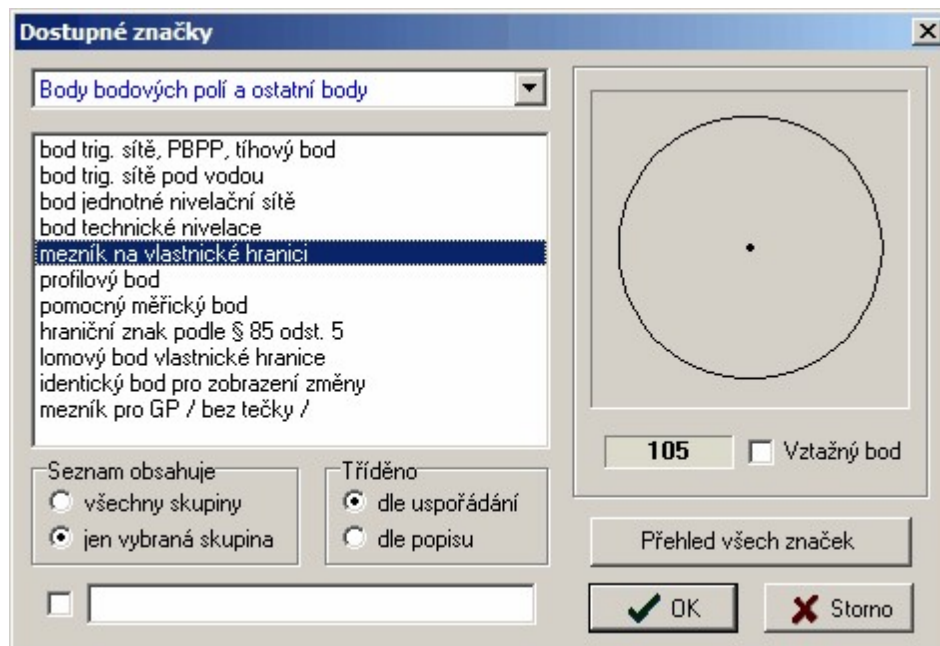 Dostupné značky
Body bodových polí a ostatní body
bod trig. sítě, PBPP, tíhový bod
bod trig. sítě pod vodou
bod jednotné nivelační sítě
bod technické nivelace
mezník na vlastnické hranici
profilový bod
pomocný měřický bod
hraniční znak podle § 85 odst. 5
lomový bod vlastnické hranice
identický bod pro zobrazení změny
mezník pro GP / bez tečky /
105
Vztažný bod
Seznam obsahuje
všechny skupiny
jen vybraná skupina
Tříděno
dle uspořádání
dle popisu
Přehled všech značek
OK
Storno